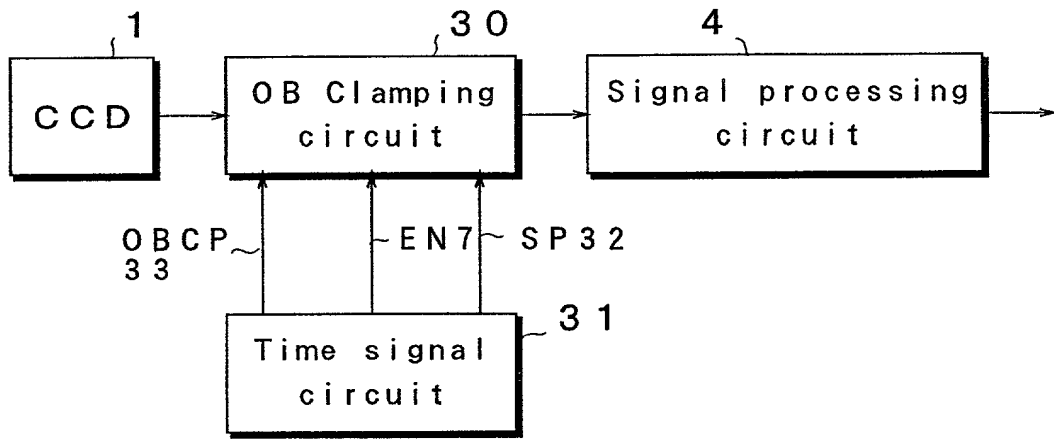 1
30
4
CCD
OB Clamping
circuit
Signal processing
circuit
OBCP
33
EN7
SP32
31
Time signal
circuit